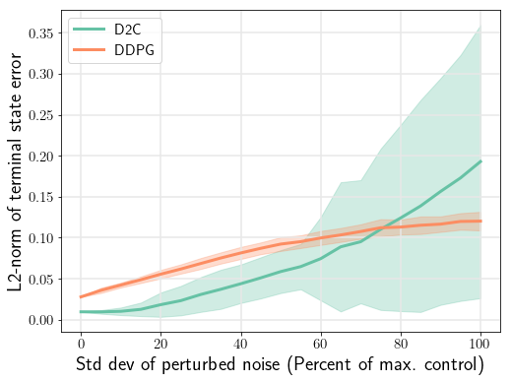 D2C
DDPG
0.35
0.30
0.25
0.20
0.15
0.10
0.05
0.00
L2-norm of terminal state error
0 20 40 60 80 100
Std dev of perturbed noise (Percent of max. control)